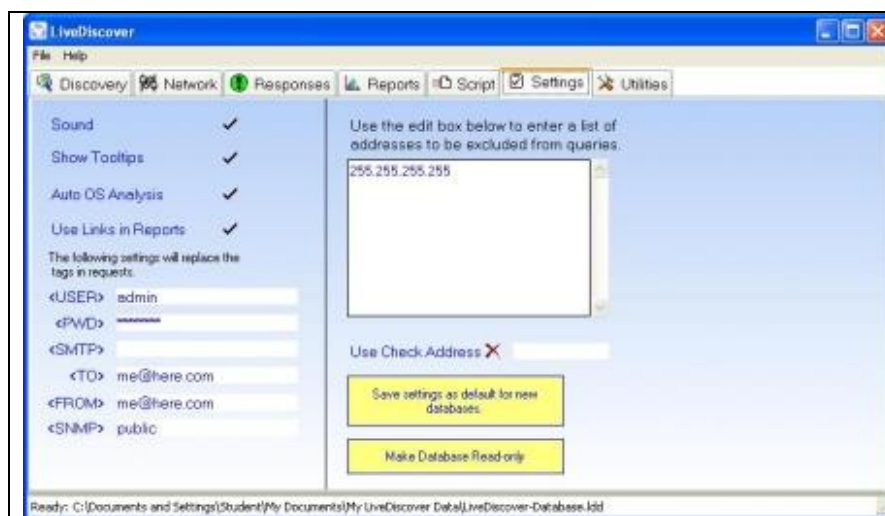 LiveDiscover
File Help
Discovery Network Responses Reports Script Settings Utilities
Sound
Show Tooltips
Auto OS Analysis
Use Links in Reports
The following settings will replace the
tags in requests.
<USER> admin
<PWD> ********
<SMTP>
<TO> me@here.com
<FROM> me@here.com
<SNMP> public
Use the edit box below to enter a list of
addresses to be excluded from queries.
255.255.255.255
Use Check Address
Save settings as default for new
databases
Make Database Read-only
Ready: C:\Documents and Settings\Student\My Documents\My LiveDiscover Data\LiveDiscover-Database.ldd